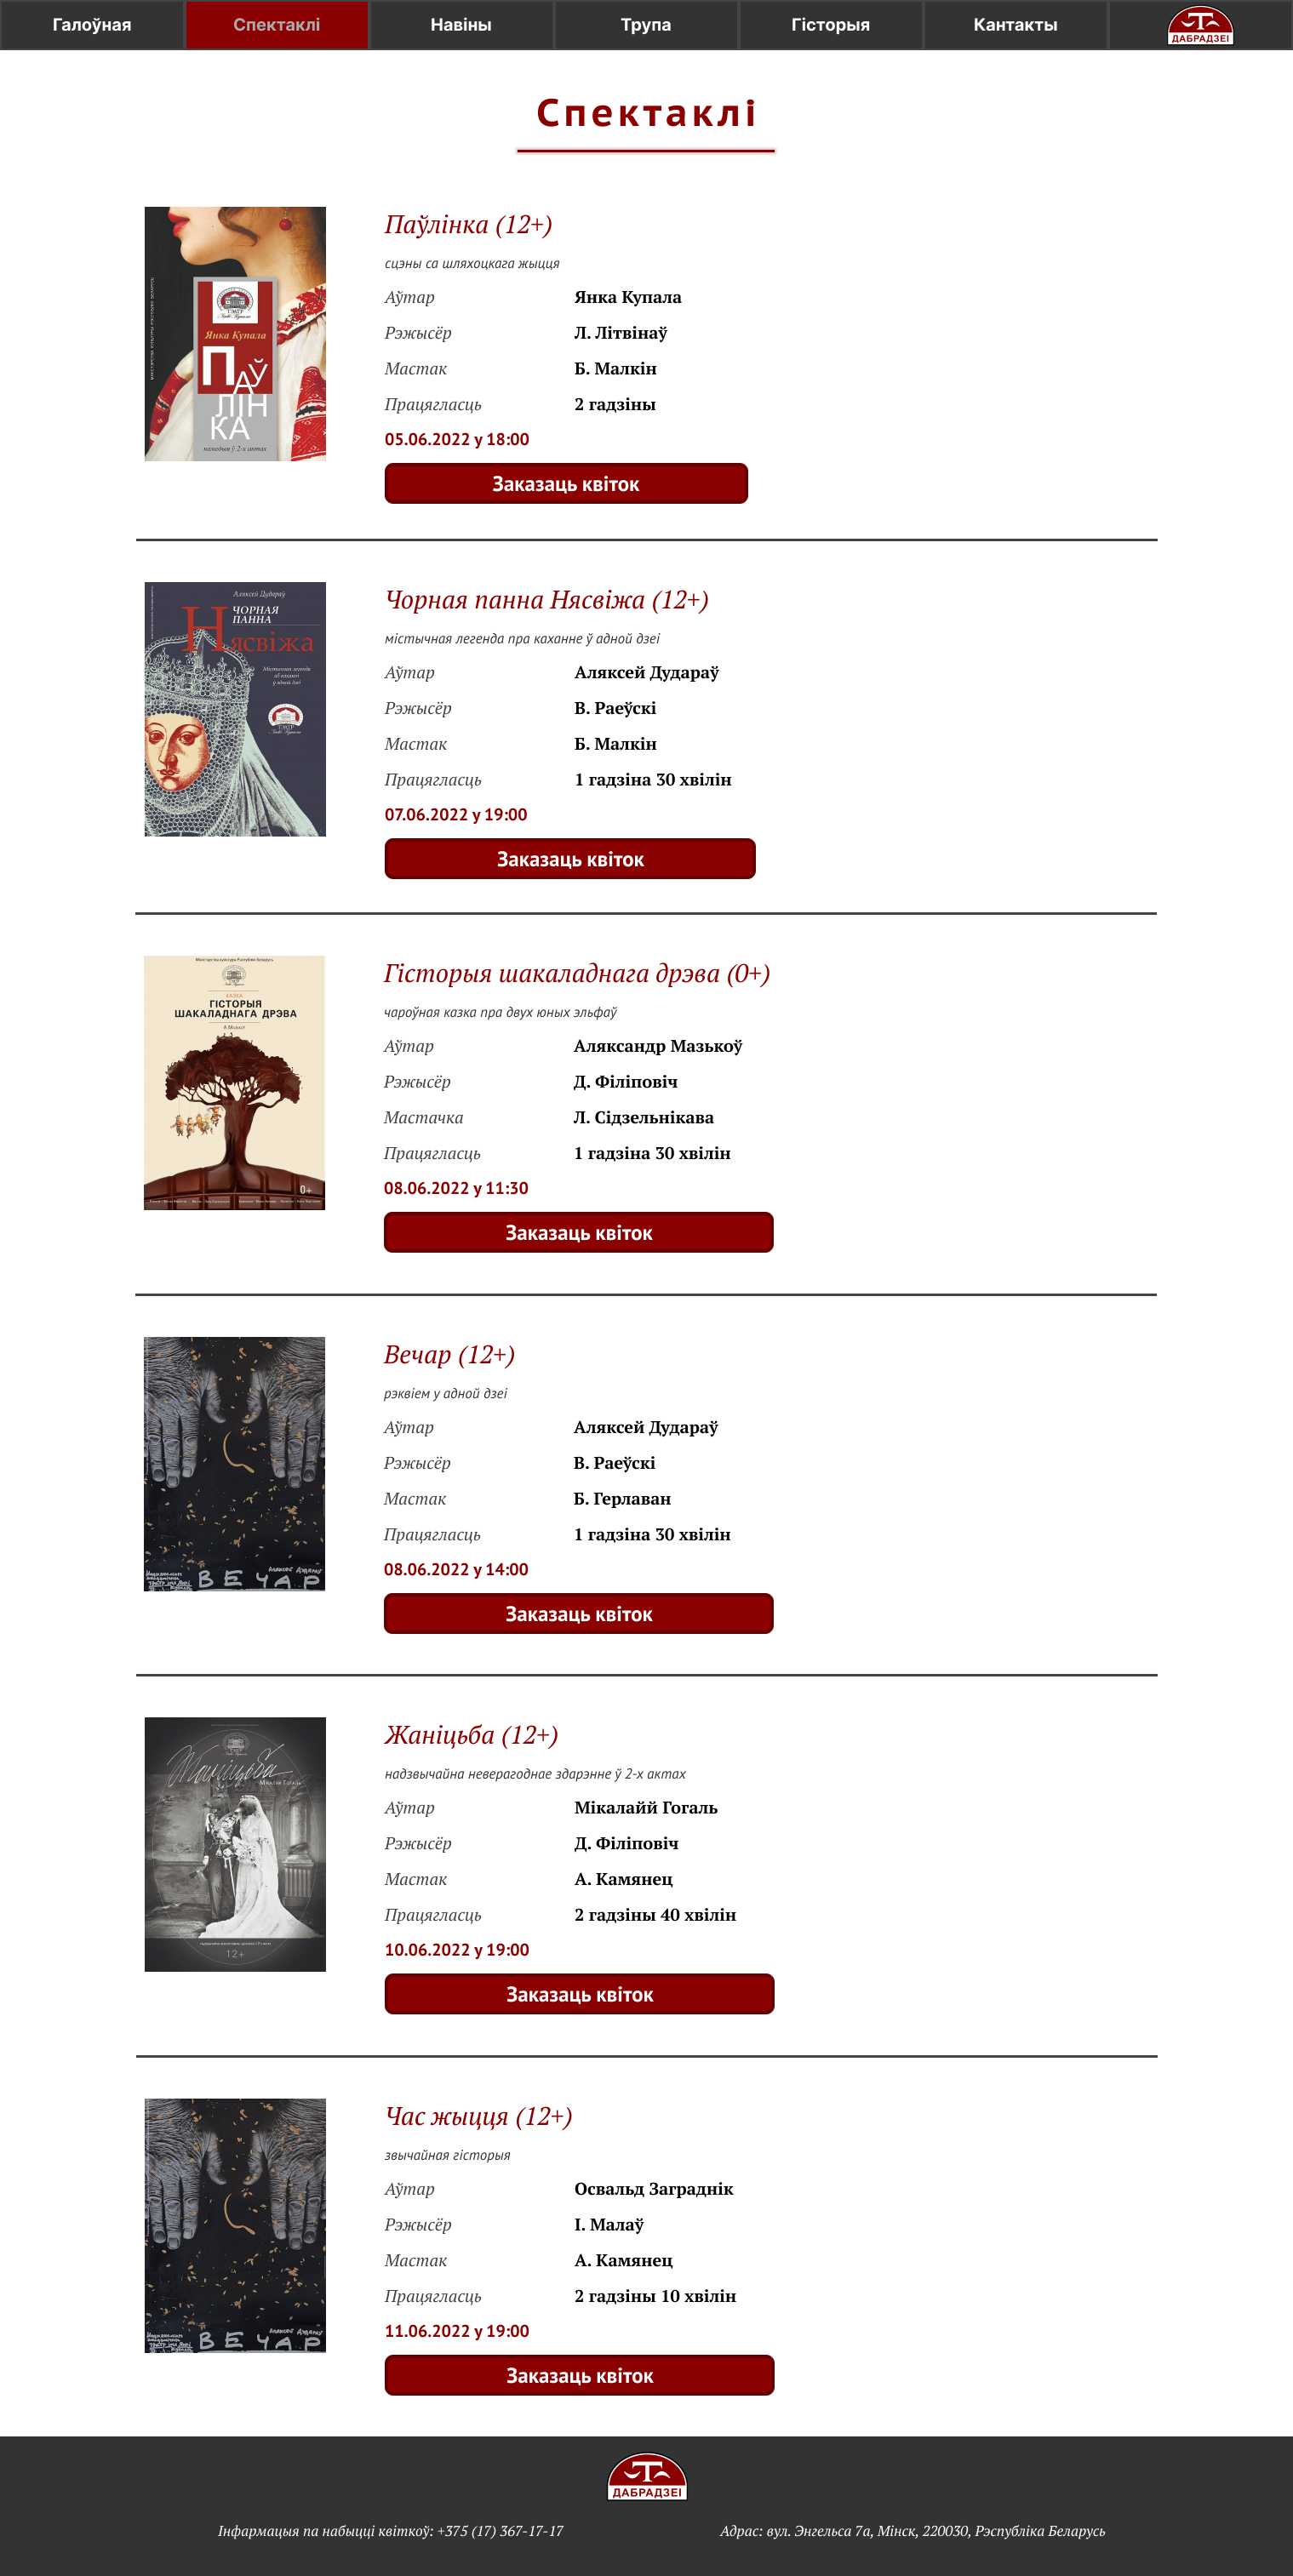 Галоўная
Спектаклі
Навіны
Трупа
Гісторыя
Кантакты
ДАБРАДЗЕІ
Спектаклі
Янка Купала
ПАЎ
ЛІН
КА
камедыя ў 2-х актах
Паўлінка (12+)
сцэны са шляхоцкага жыцця
Аўтар Янка Купала
Рэжысёр Л. Літвінаў
Мастак Б. Малкін
Працягласць 2 гадзіны
05.06.2022 у 18:00
Заказаць квіток
Аляксей Дудараў
ЧОРНАЯ
ПАННА
Нясвіжа
Чорная панна Нясвіжа (12+)
містычная легенда пра каханне ў адной дзеі
Аўтар Аляксей Дудараў
Рэжысёр В. Раеўскі
Мастак Б. Малкін
Працягласць 1 гадзіна 30 хвілін
07.06.2022 у 19:00
Заказаць квіток
Міністэрства культуры Рэспублікі Беларусь
КАЗКА
ГІСТОРЫЯ
ШАКАЛАДНАГА ДРЭВА
0+
Гісторыя шакаладнага дрэва (0+)
чароўная казка пра двух юных эльфаў
Аўтар Аляксандр Мазькоў
Рэжысёр Д. Філіповіч
Мастачка Л. Сідзельнікава
Працягласць 1 гадзіна 30 хвілін
08.06.2022 у 11:30
Заказаць квіток
ВЕЧАР
Вечар (12+)
рэквіем у адной дзеі
Аўтар Аляксей Дудараў
Рэжысёр В. Раеўскі
Мастак Б. Герлаван
Працягласць 1 гадзіна 30 хвілін
08.06.2022 у 14:00
Заказаць квіток
Жаніцьба
Мікалай Гогаль
12+
Жаніцьба (12+)
надзвычайна неверагоднае здарэнне ў 2-х актах
Аўтар Мікалайй Гогаль
Рэжысёр Д. Філіповіч
Мастак А. Камянец
Працягласць 2 гадзіны 40 хвілін
10.06.2022 у 19:00
Заказаць квіток
ВЕЧАР
Час жыцця (12+)
звычайная гісторыя
Аўтар Освальд Заграднік
Рэжысёр І. Малаў
Мастак А. Камянец
Працягласць 2 гадзіны 10 хвілін
11.06.2022 у 19:00
Заказаць квіток
ДАБРАДЗЕІ
Інфармацыя па набыцці квіткоў: +375 (17) 367-17-17
Адрас: вул. Энгельса 7а, Мінск, 220030, Рэспубліка Беларусь